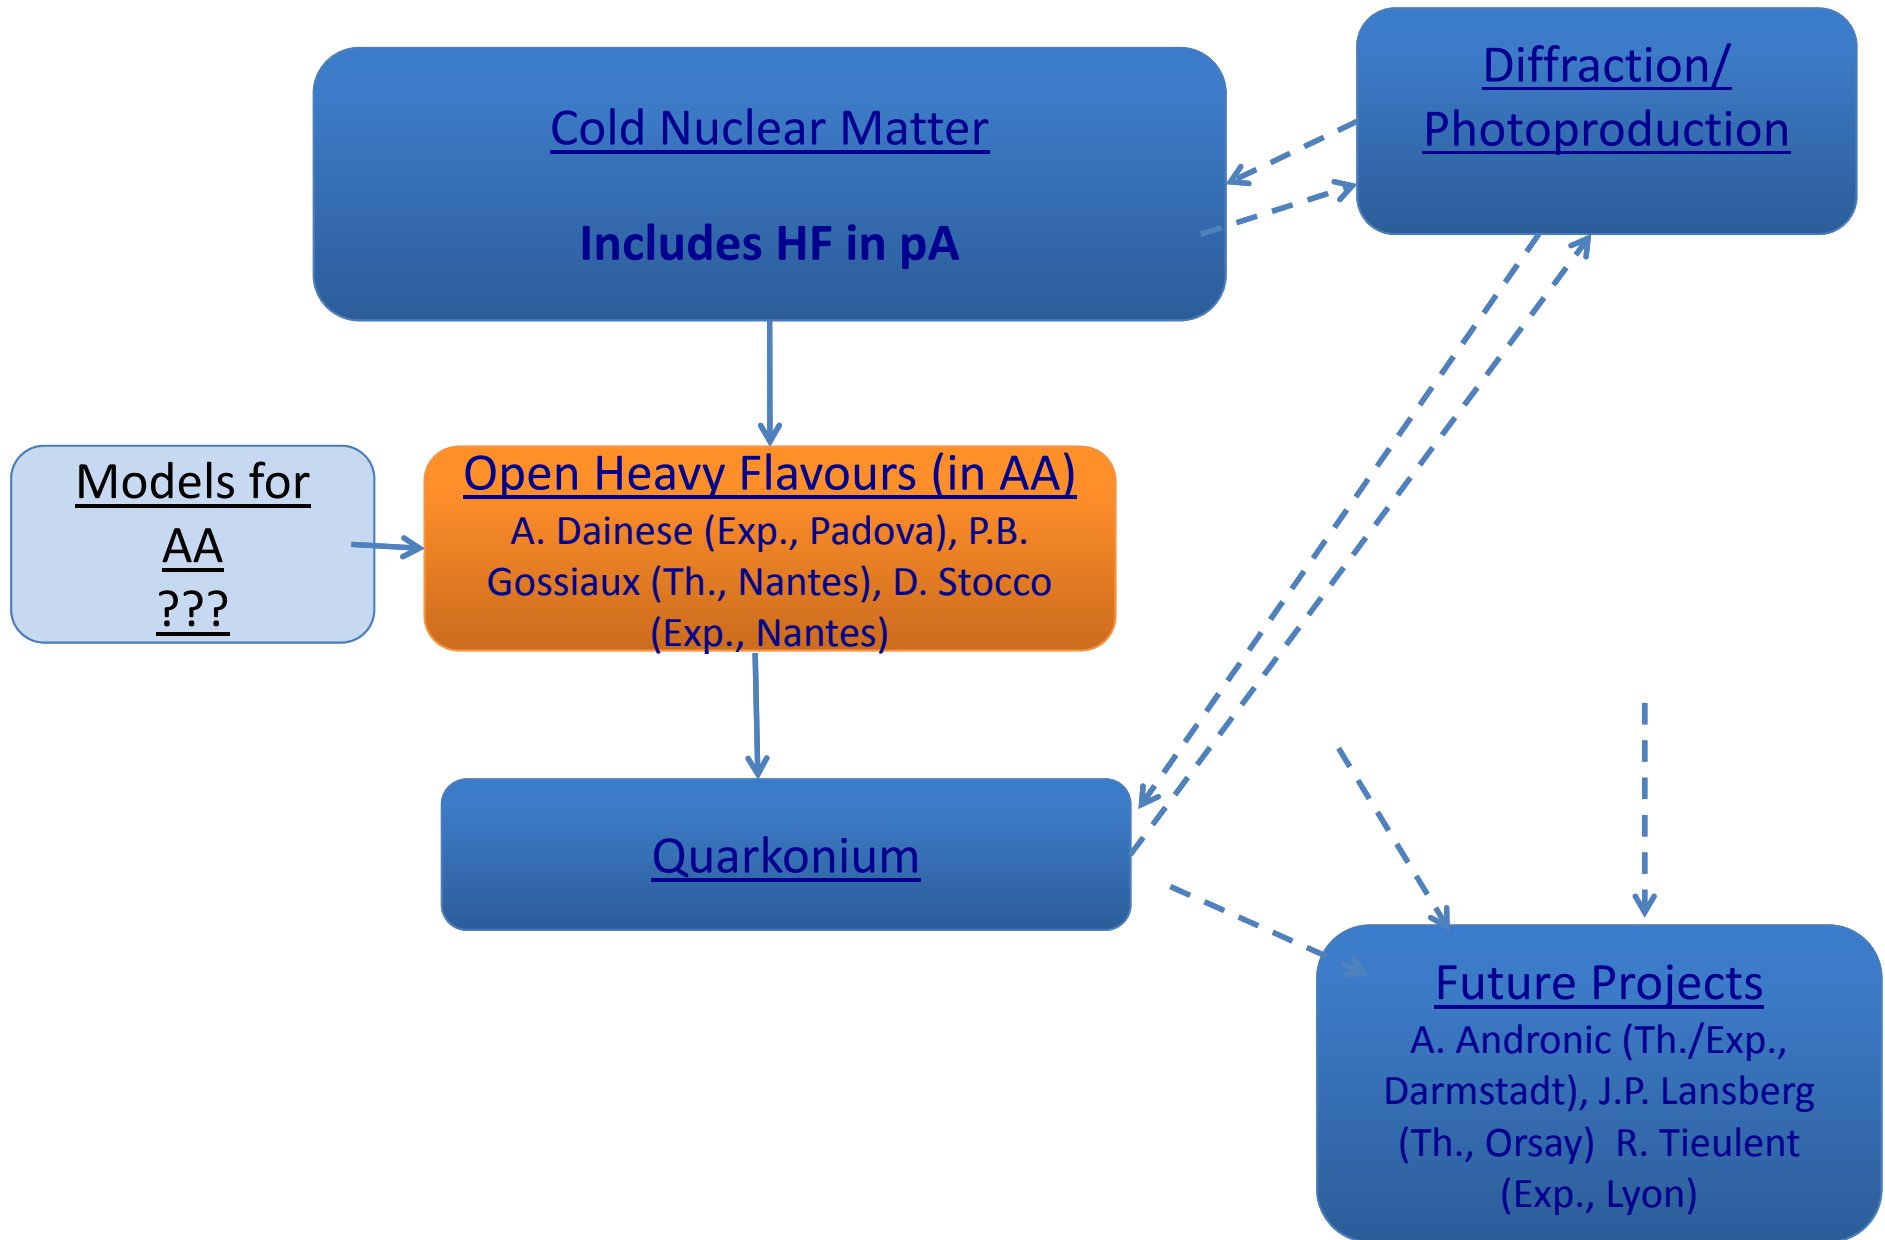 Cold Nuclear Matter
Includes HF in pA
Diffraction/
Photoproduction
Models for
AA
???
Open Heavy Flavours (in AA)
A. Dainese (Exp., Padova), P.B.
Gossiaux (Th., Nantes), D. Stocco
(Exp., Nantes)
Quarkonium
Future Projects
A. Andronic (Th./Exp.,
Darmstadt), J.P. Lansberg
(Th., Orsay)  R. Tieulent
(Exp., Lyon)